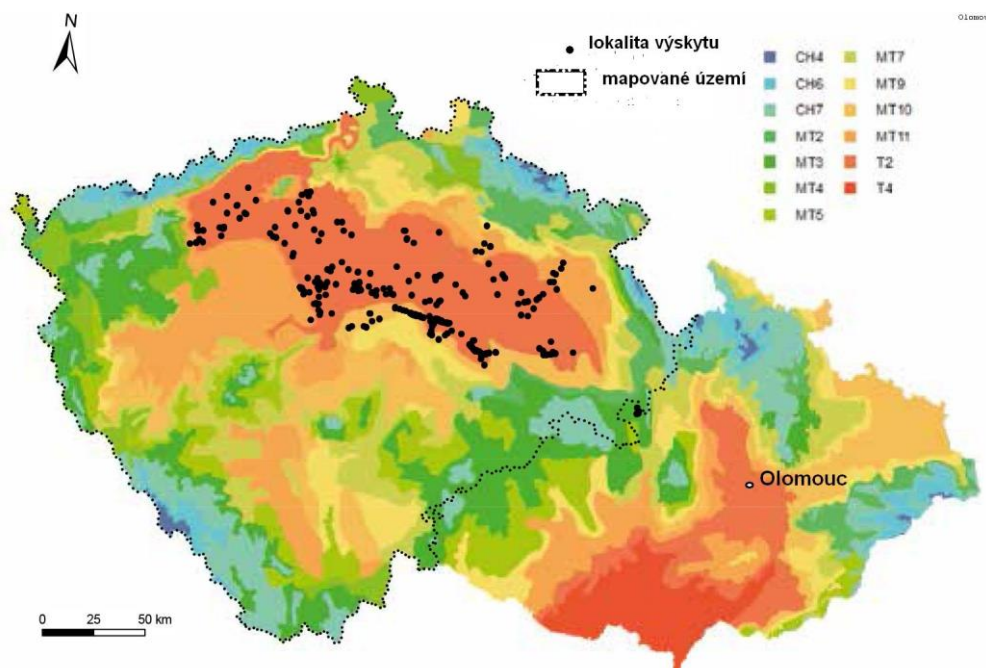 N
Olomouc
lokalita výskytu
mapované území
CH4
CH6
CH7
MT2
MT3
MT4
MT5
MT7
MT9
MT10
MT11
T2
T4
Olomouc
0 25 50 km